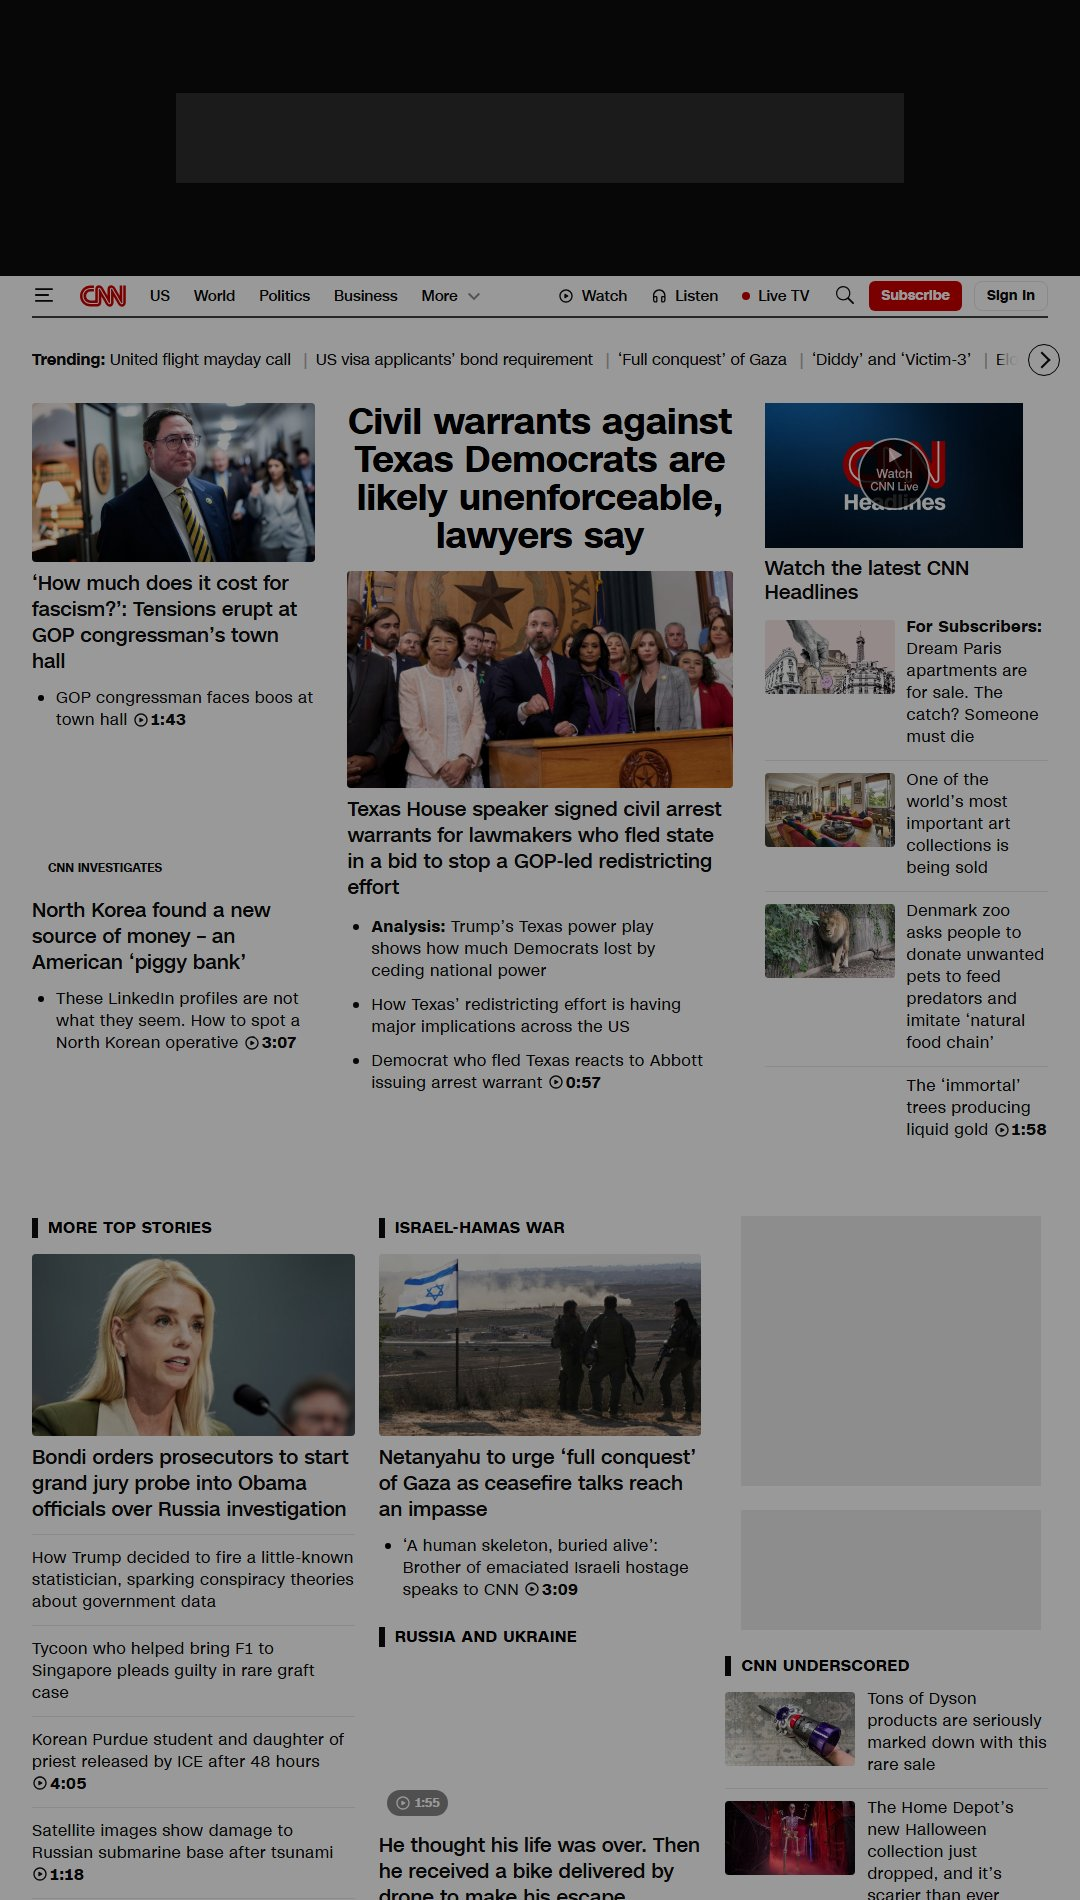 CNN US World Politics Business More Watch Listen Live TV Subscribe Sign in
Trending: United flight mayday call | US visa applicants’ bond requirement | ‘Full conquest’ of Gaza | ‘Diddy’ and ‘Victim-3’ |
‘How much does it cost for
fascism?’: Tensions erupt at
GOP congressman’s town
hall
GOP congressman faces boos at
town hall 1:43
CNN INVESTIGATES
North Korea found a new
source of money – an
American ‘piggy bank’
These LinkedIn profiles are not
what they seem. How to spot a
North Korean operative 3:07
Civil warrants against
Texas Democrats are
likely unenforceable,
lawyers say
Texas House speaker signed civil arrest
warrants for lawmakers who fled state
in a bid to stop a GOP-led redistricting
effort
Analysis: Trump’s Texas power play
shows how much Democrats lost by
ceding national power
How Texas’ redistricting effort is having
major implications across the US
Democrat who fled Texas reacts to Abbott
issuing arrest warrant 0:57
CNN
Watch
CNN Live
Headlines
Watch the latest CNN
Headlines
For Subscribers:
Dream Paris
apartments are
for sale. The
catch? Someone
must die
One of the
world’s most
important art
collections is
being sold
Denmark zoo
asks people to
donate unwanted
pets to feed
predators and
imitate ‘natural
food chain’
The ‘immortal’
trees producing
liquid gold 1:58
MORE TOP STORIES
Bondi orders prosecutors to start
grand jury probe into Obama
officials over Russia investigation
How Trump decided to fire a little-known
statistician, sparking conspiracy theories
about government data
Tycoon who helped bring F1 to
Singapore pleads guilty in rare graft
case
Korean Purdue student and daughter of
priest released by ICE after 48 hours
4:05
Satellite images show damage to
Russian submarine base after tsunami
1:18
ISRAEL-HAMAS WAR
Netanyahu to urge ‘full conquest’
of Gaza as ceasefire talks reach
an impasse
‘A human skeleton, buried alive’:
Brother of emaciated Israeli hostage
speaks to CNN 3:09
RUSSIA AND UKRAINE
1:55
He thought his life was over. Then
he received a bike delivered by
drone to make his escape
CNN UNDERSCORED
Tons of Dyson
products are seriously
marked down with this
rare sale
The Home Depot’s
new Halloween
collection just
dropped, and it’s
scarier than ever